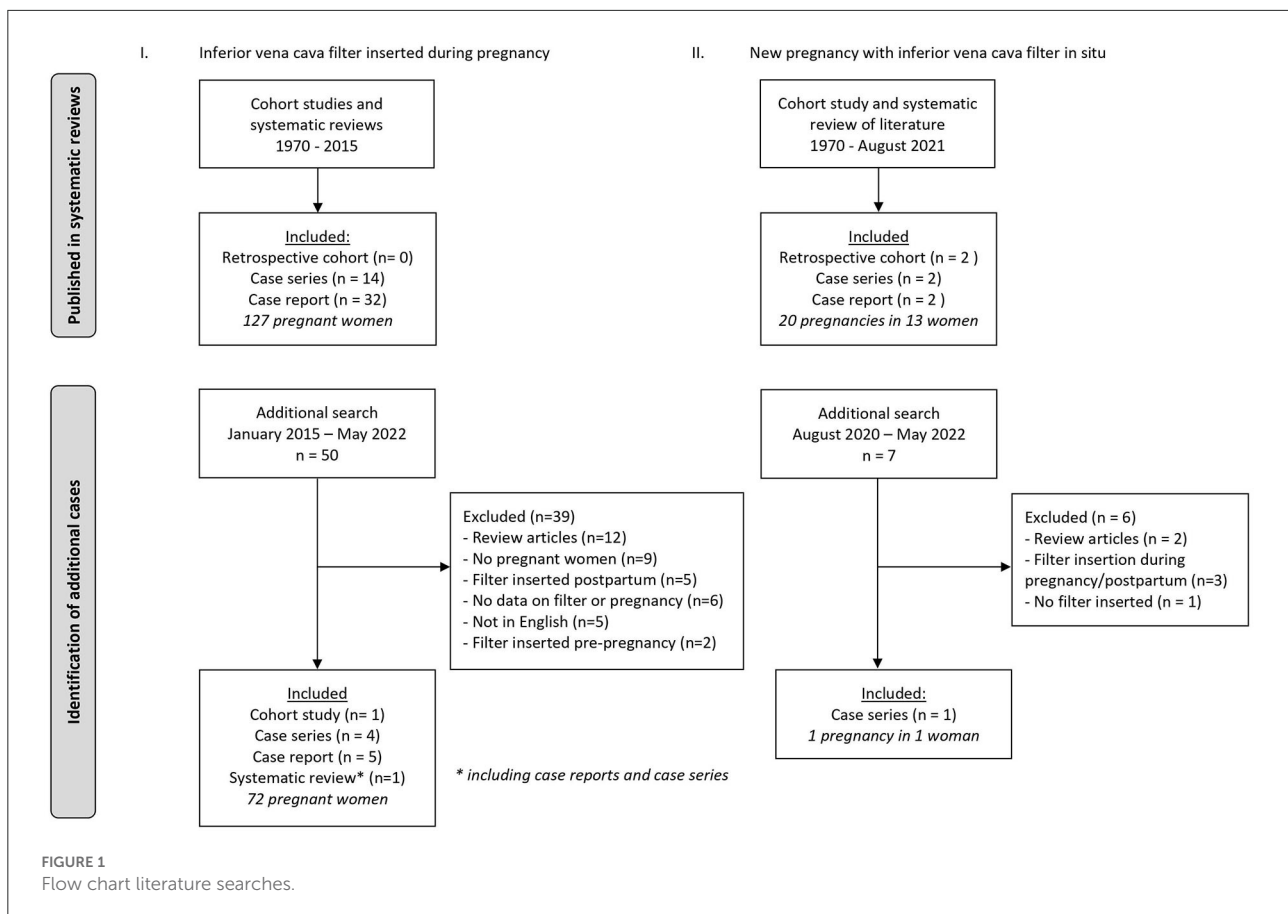 I. Inferior vena cava filter inserted during pregnancy
II. New pregnancy with inferior vena cava filter in situ
Published in systematic reviews
Cohort studies and
systematic reviews
1970 - 2015
Cohort study and systematic
review of literature
1970 - August 2021
Included:
Retrospective cohort (n= 0)
Case series (n = 14)
Case report (n = 32)
127 pregnant women
Included
Retrospective cohort (n = 2 )
Case series (n = 2)
Case report (n = 2 )
20 pregnancies in 13 women
Identification of additional cases
Additional search
January 2015 – May 2022
n = 50
Additional search
August 2020 – May 2022
n = 7
Excluded (n=39)
- Review articles (n=12)
- No pregnant women (n=9)
- Filter inserted postpartum (n=5)
- No data on filter or pregnancy (n=6)
- Not in English (n=5)
- Filter inserted pre-pregnancy (n=2)
Excluded (n = 6)
- Review articles (n = 2)
- Filter insertion during
pregnancy/postpartum (n=3)
- No filter inserted (n = 1)
Included
Cohort study (n= 1)
Case series (n = 4)
Case report (n = 5)
Systematic review* (n=1)
72 pregnant women
Included:
Case series (n = 1)
1 pregnancy in 1 woman
* including case reports and case series
FIGURE 1
Flow chart literature searches.